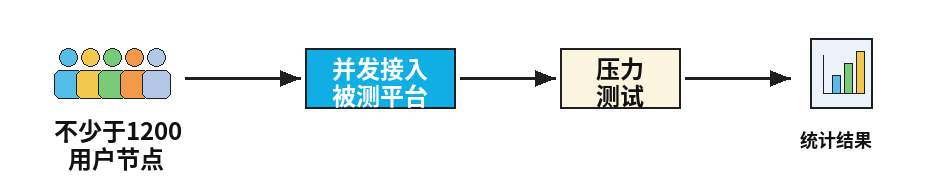 不少于1200
用户节点
并发接入
被测平台
压力
测试
统计结果